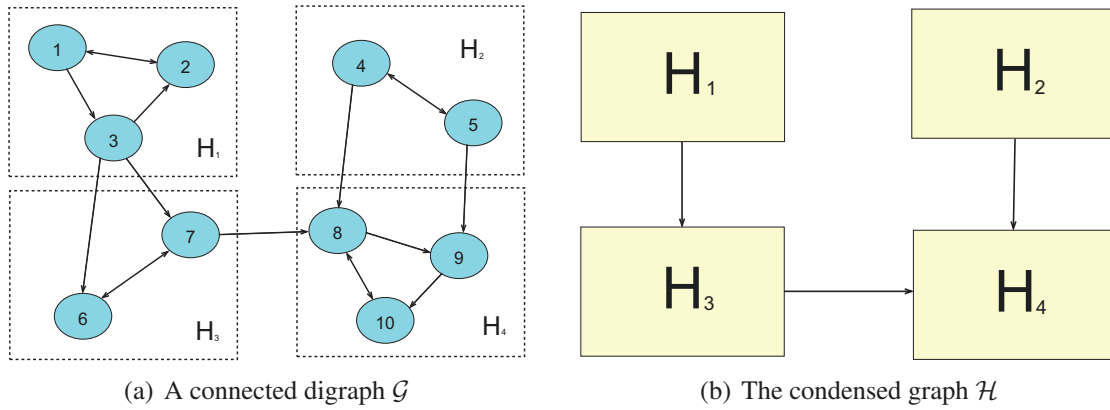 1
2
3
H₁
4
5
H₂
6
7
H₃
8
9
10
H₄
(a) A connected digraph 𝒢
H₁
H₂
H₃
H₄
(b) The condensed graph ℋ